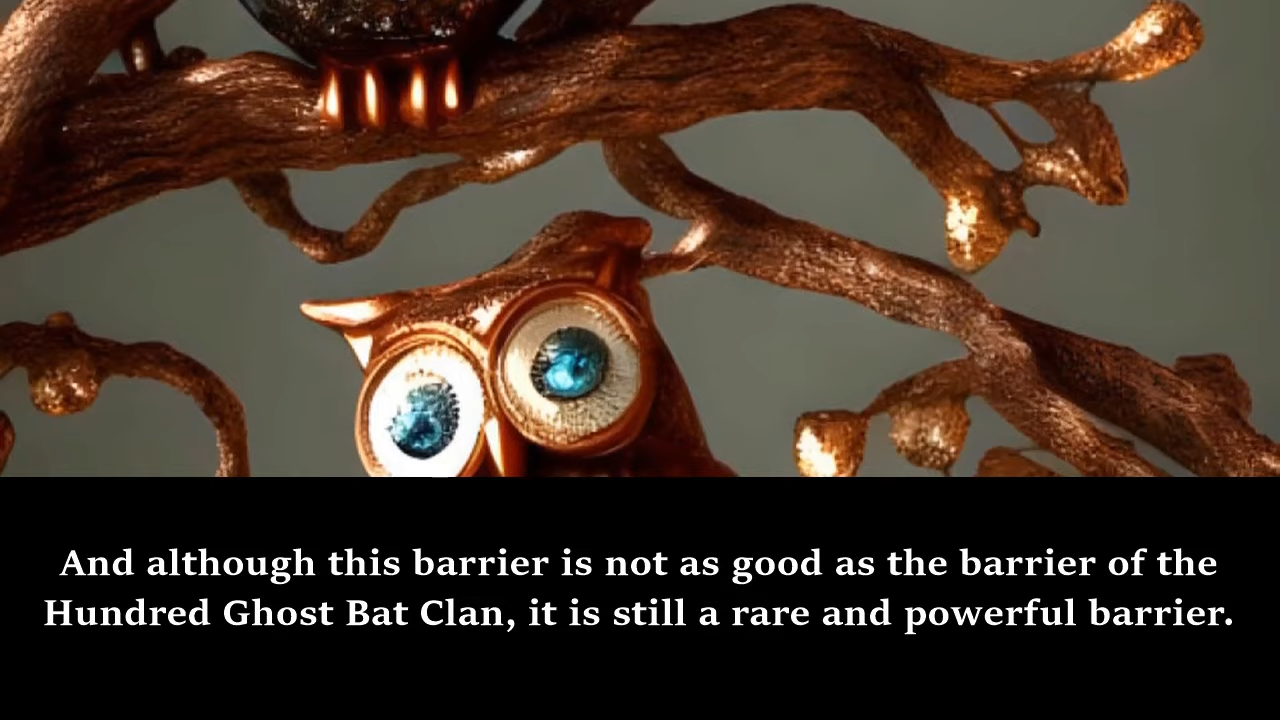 And although this barrier is not as good as the barrier of the
Hundred Ghost Bat Clan, it is still a rare and powerful barrier.